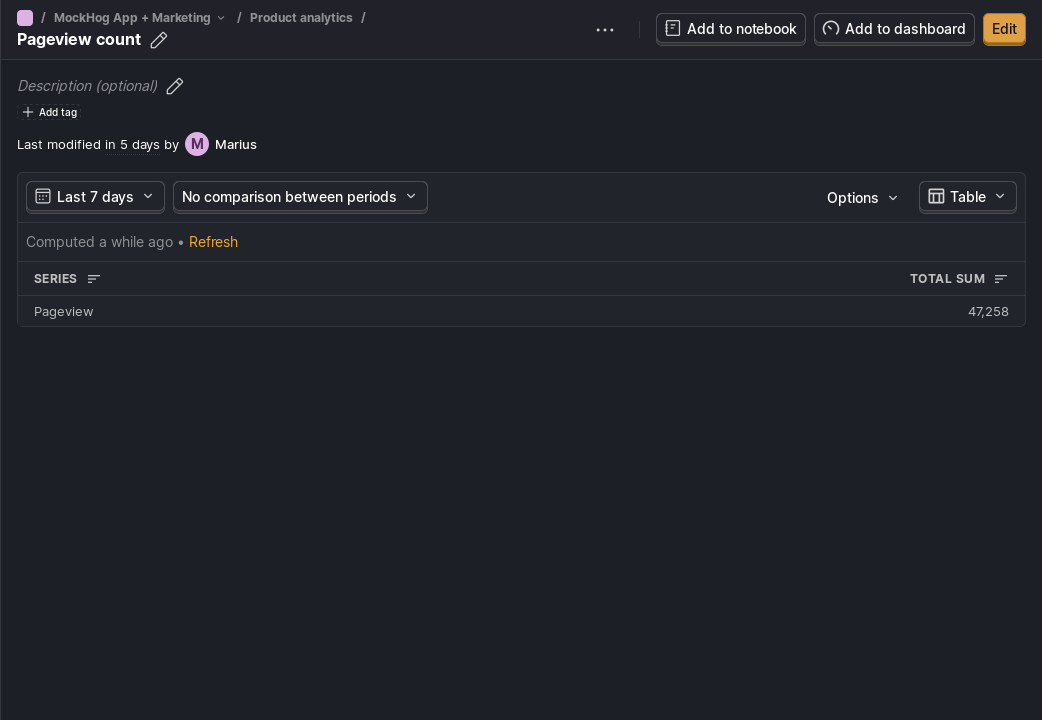 / MockHog App + Marketing / Product analytics /
Pageview count
Add to notebook Add to dashboard Edit
Description (optional)
Add tag
Last modified in 5 days by M Marius
Last 7 days No comparison between periods Options Table
Computed a while ago • Refresh
SERIES TOTAL SUM
Pageview 47,258